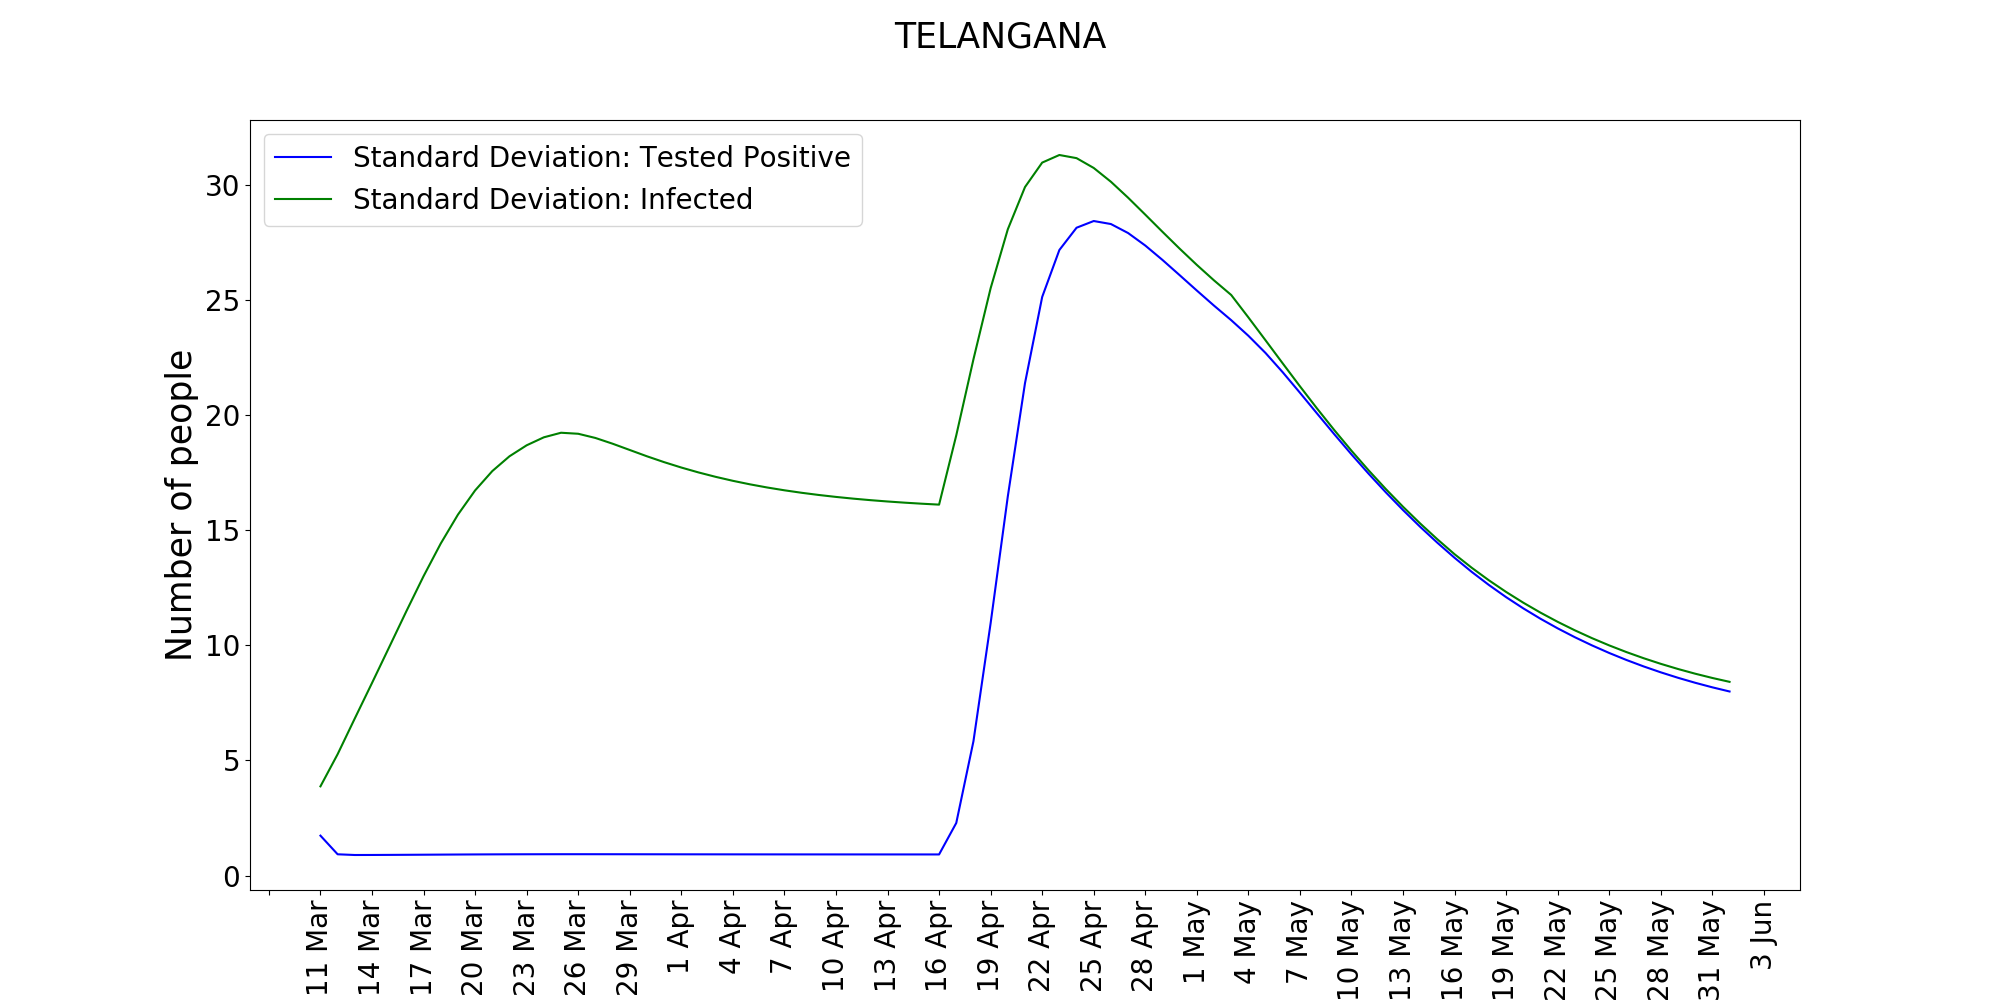 TELANGANA
Standard Deviation: Tested Positive
Standard Deviation: Infected
Number of people
30
25
20
15
10
5
0
11 Mar
14 Mar
17 Mar
20 Mar
23 Mar
26 Mar
29 Mar
1 Apr
4 Apr
7 Apr
10 Apr
13 Apr
16 Apr
19 Apr
22 Apr
25 Apr
28 Apr
1 May
4 May
7 May
10 May
13 May
16 May
19 May
22 May
25 May
28 May
31 May
3 Jun